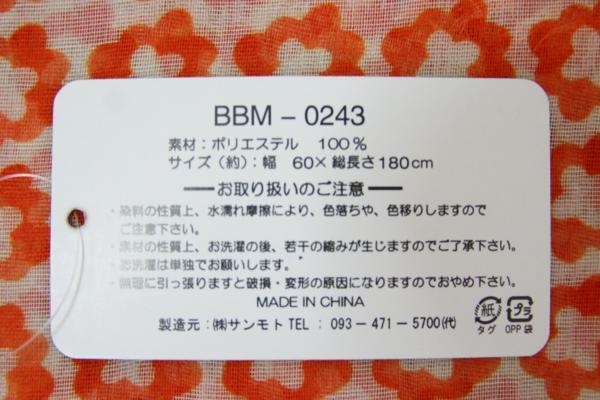 BBM－0243
素材：ポリエステル　100％
サイズ（約）：幅　60×総長さ180cm
お取り扱いのご注意
・染料の性質上、水濡れ摩擦により、色落ちや、色移りしますので
ご注意下さい。
・素材の性質上、お洗濯の後、若干の縮みが生じますのでご了承下さい。
・お洗濯は単独でお願いします。
・無理に引っ張りますと破損・変形の原因になりますのでおやめ下さい。
MADE IN CHINA
製造元：㈱サンモト TEL：093－471－5700(代)
紙 プラ
タグ OPP袋